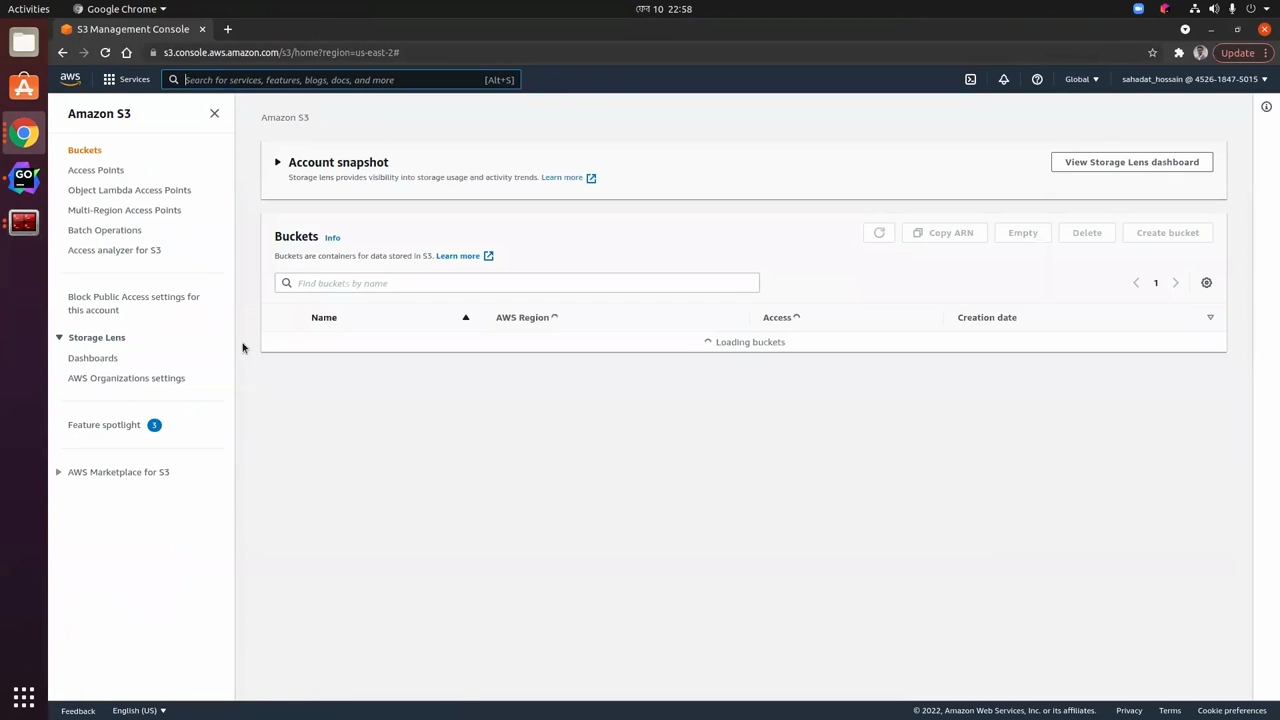 Activities
Google Chrome
ফেব্রু 10 22:58
S3 Management Console
s3.console.aws.amazon.com/s3/home?region=us-east-2#
Update
aws
Services
Search for services, features, blogs, docs, and more
[Alt+S]
Global
sahadat_hossain @ 4526-1847-5015
Amazon S3
Buckets
Access Points
Object Lambda Access Points
Multi-Region Access Points
Batch Operations
Access analyzer for S3
Block Public Access settings for
this account
Storage Lens
Dashboards
AWS Organizations settings
Feature spotlight 3
AWS Marketplace for S3
Amazon S3
Account snapshot
Storage lens provides visibility into storage usage and activity trends. Learn more
View Storage Lens dashboard
Buckets Info
Buckets are containers for data stored in S3. Learn more
Copy ARN
Empty
Delete
Create bucket
Find buckets by name
1
Name
AWS Region
Access
Creation date
Loading buckets
GO
Feedback
English (US)
© 2022, Amazon Web Services, Inc. or its affiliates.
Privacy
Terms
Cookie preferences